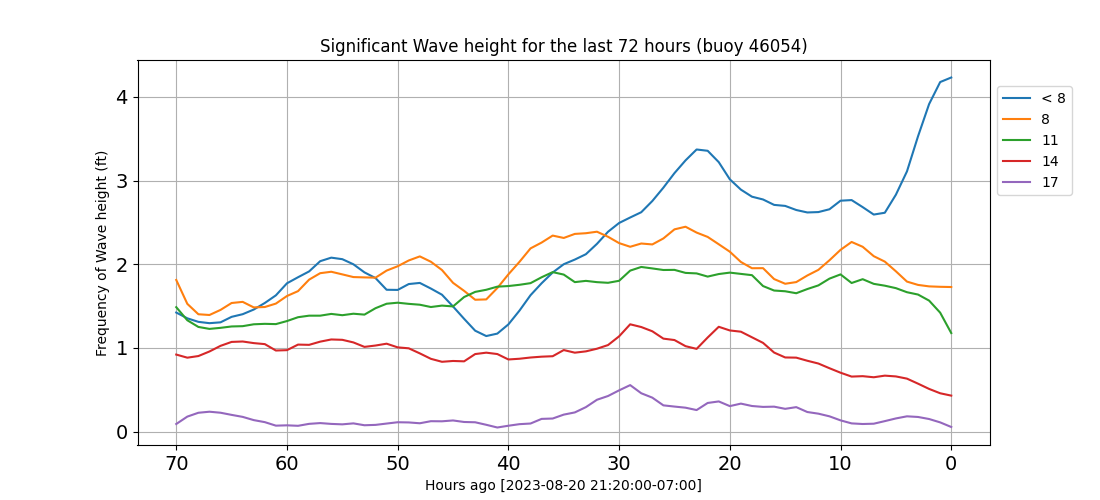 Significant Wave height for the last 72 hours (buoy 46054)
Frequency of Wave height (ft)
4
3
2
1
0
70 60 50 40 30 20 10 0
Hours ago [2023-08-20 21:20:00-07:00]
< 8
8
11
14
17